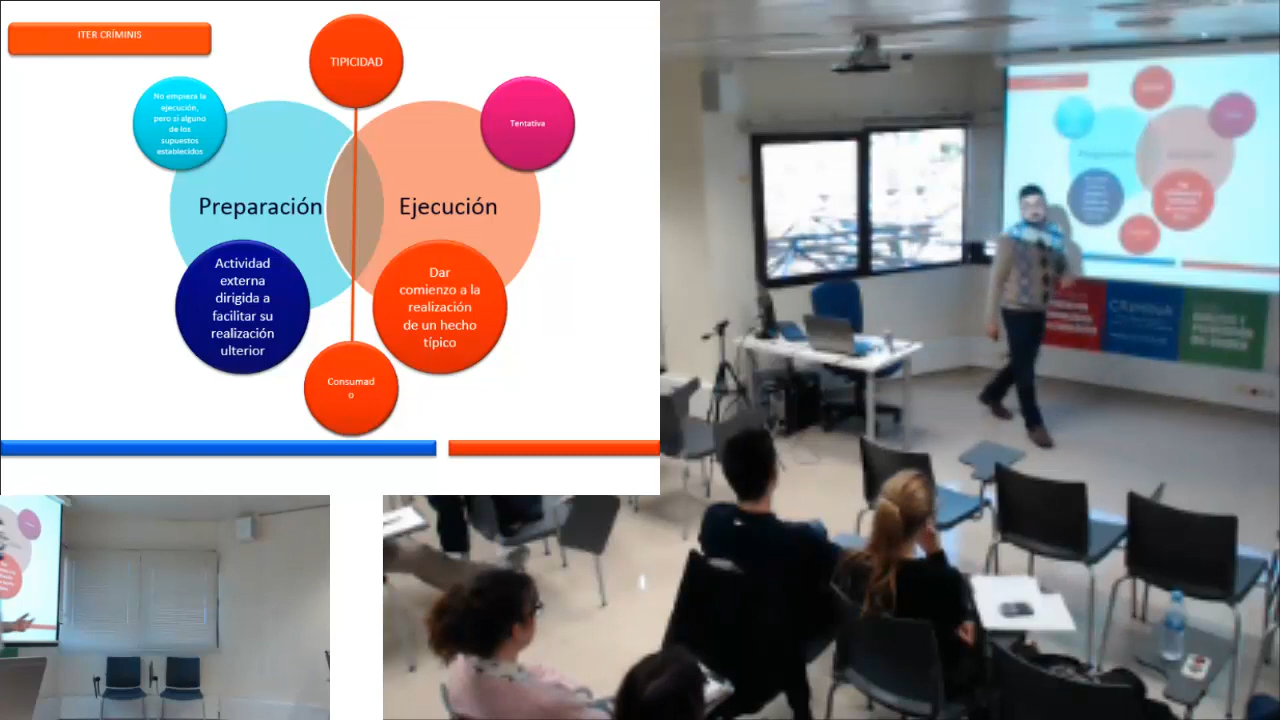 ITER CRÍMINIS
TIPICIDAD
No empieza la
ejecución,
pero si alguno
de los
supuestos
establecidos
Tentativa
Preparación
Ejecución
Actividad
externa
dirigida a
facilitar su
realización
ulterior
Dar
comienzo a la
realización
de un hecho
típico
Consumad
o